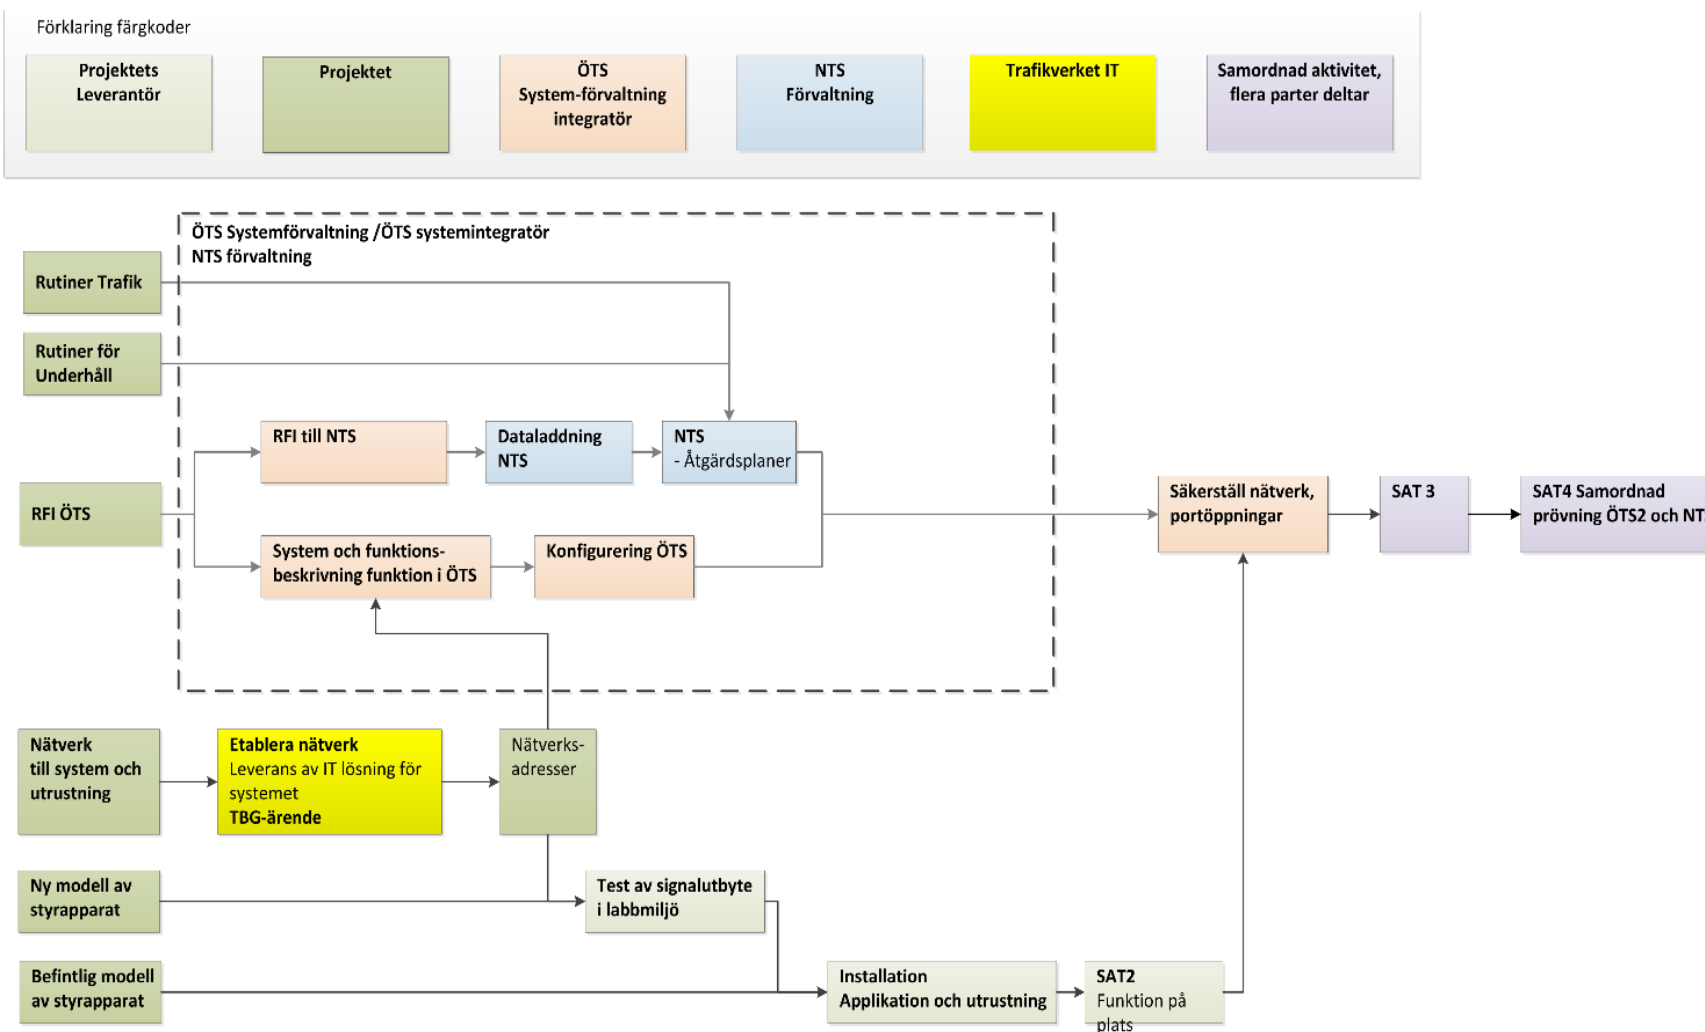 Förklaring färgkoder
Projektets
Leverantör
Projektet
ÖTS
System-förvaltning
integratör
NTS
Förvaltning
Trafikverket IT
Samordnad aktivitet,
flera parter deltar
ÖTS Systemförvaltning /ÖTS systemintegratör
NTS förvaltning
Rutiner Trafik
Rutiner för
Underhåll
RFI till NTS
Dataladdning
NTS
NTS
- Åtgärdsplaner
RFI ÖTS
System och funktions-
beskrivning funktion i ÖTS
Konfigurering ÖTS
Säkerställ nätverk,
portöppningar
SAT 3
SAT4 Samordnad
prövning ÖTS2 och NTS
Nätverk
till system och
utrustning
Etablera nätverk
Leverans av IT lösning för
systemet
TBG-ärende
Nätverks-
adresser
Ny modell av
styrapparat
Test av signalutbyte
i labbmiljö
Befintlig modell
av styrapparat
Installation
Applikation och utrustning
SAT2
Funktion på
plats